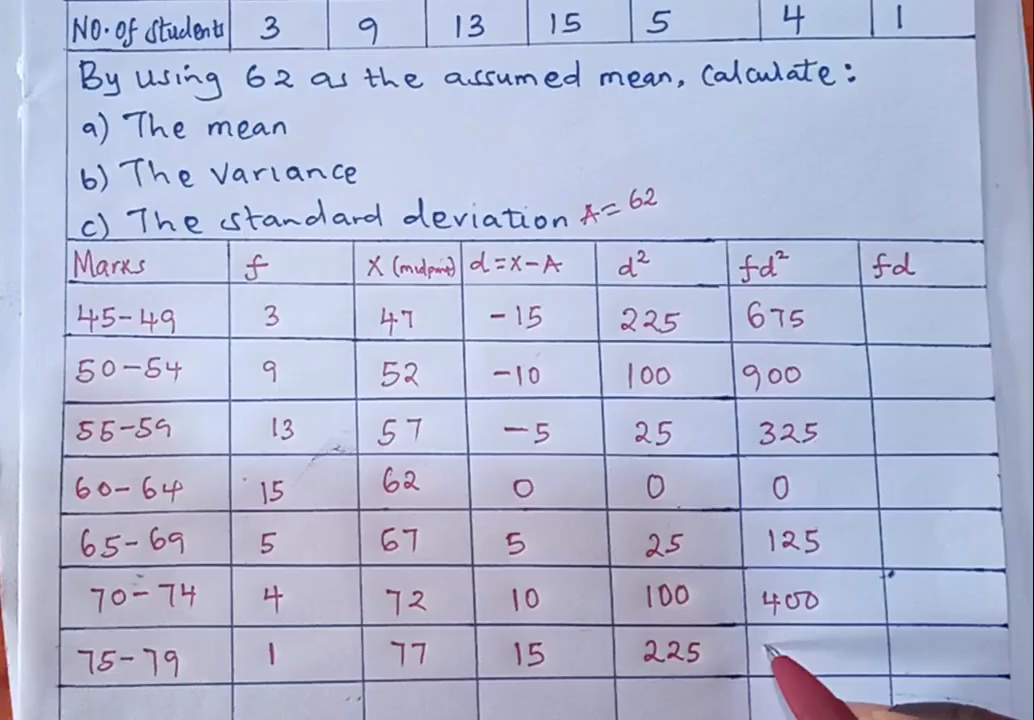 No. of students 3 9 13 15 5 4 1
By using 62 as the assumed mean, calculate:
a) The mean
b) The variance
c) The standard deviation A=62
Marks f X (midpoint) d=X-A d² fd² fd
45-49 3 47 -15 225 675
50-54 9 52 -10 100 900
55-59 13 57 -5 25 325
60-64 15 62 0 0 0
65-69 5 67 5 25 125
70-74 4 72 10 100 400
75-79 1 77 15 225